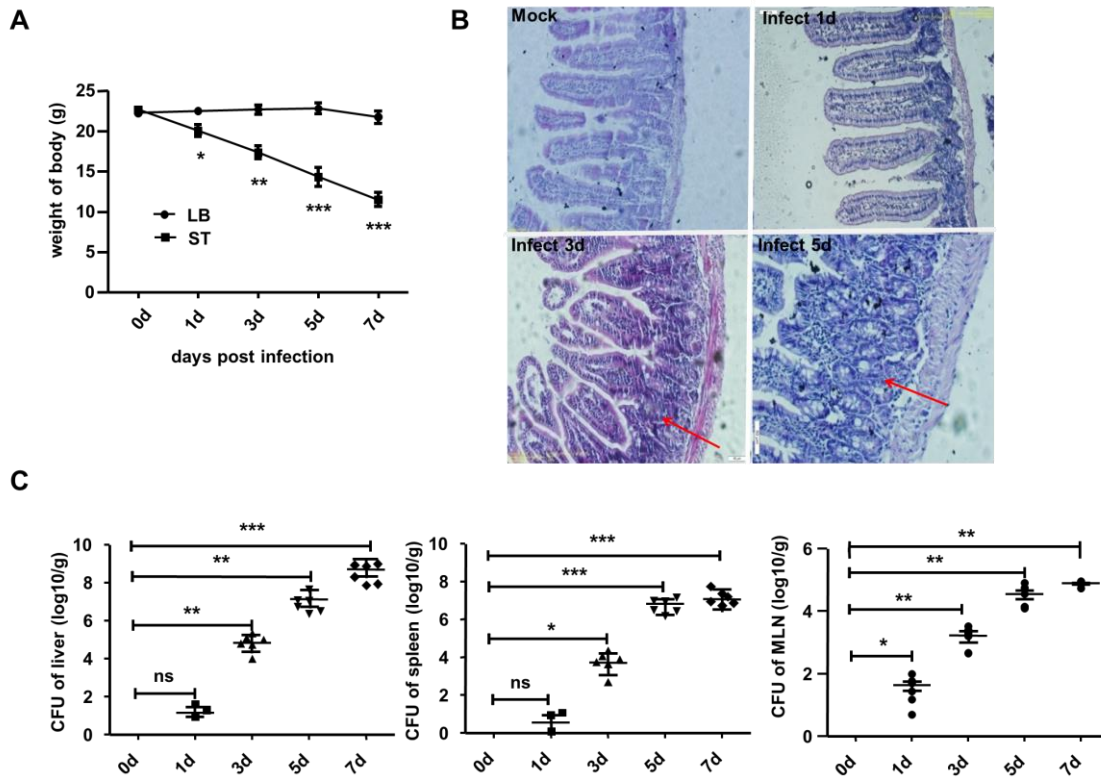 A
weight of body (g)
25
20
15
10
5
0
*
**
***
***
LB
ST
0d 1d 3d 5d 7d
days post infection
B
Mock
Infect 1d
Infect 3d
Infect 5d
C
CFU of liver (log10/g)
10
8
6
4
2
0
***
**
**
ns
0d 1d 3d 5d 7d
CFU of spleen (log10/g)
10
8
6
4
2
0
***
***
*
ns
0d 1d 3d 5d 7d
CFU of MLN (log10/g)
6
4
2
0
**
**
**
*
0d 1d 3d 5d 7d